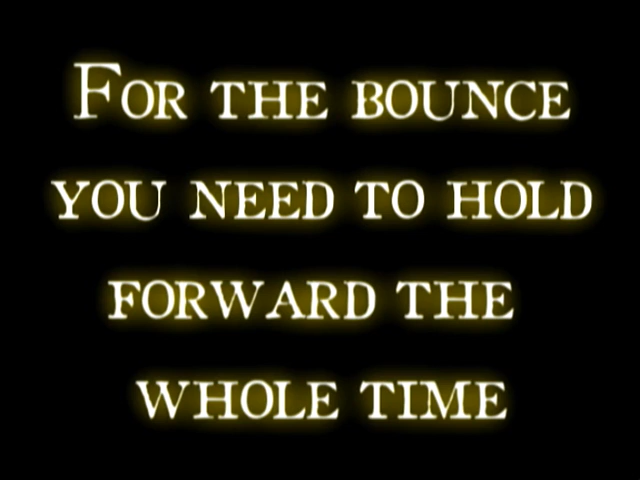 For the bounce
you need to hold
forward the
whole time